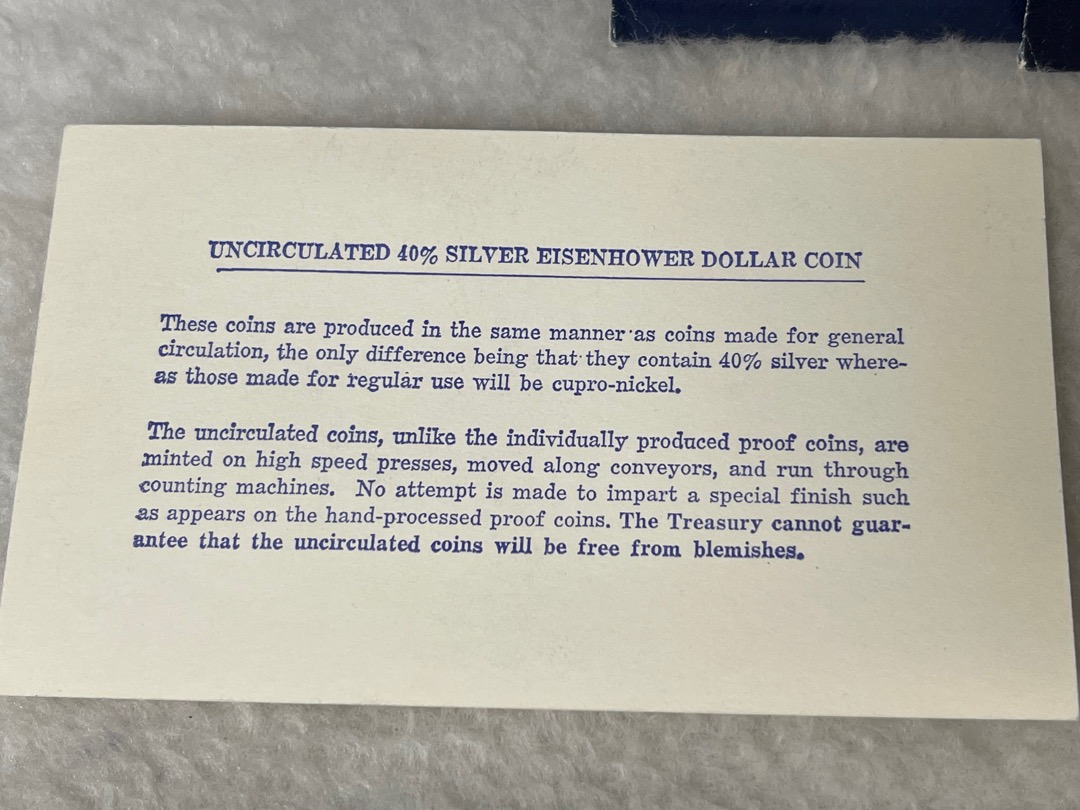 UNCIRCULATED 40% SILVER EISENHOWER DOLLAR COIN
These coins are produced in the same manner as coins made for general
circulation, the only difference being that they contain 40% silver where-
as those made for regular use will be cupro-nickel.
The uncirculated coins, unlike the individually produced proof coins, are
minted on high speed presses, moved along conveyors, and run through
counting machines. No attempt is made to impart a special finish such
as appears on the hand-processed proof coins. The Treasury cannot guar-
antee that the uncirculated coins will be free from blemishes.